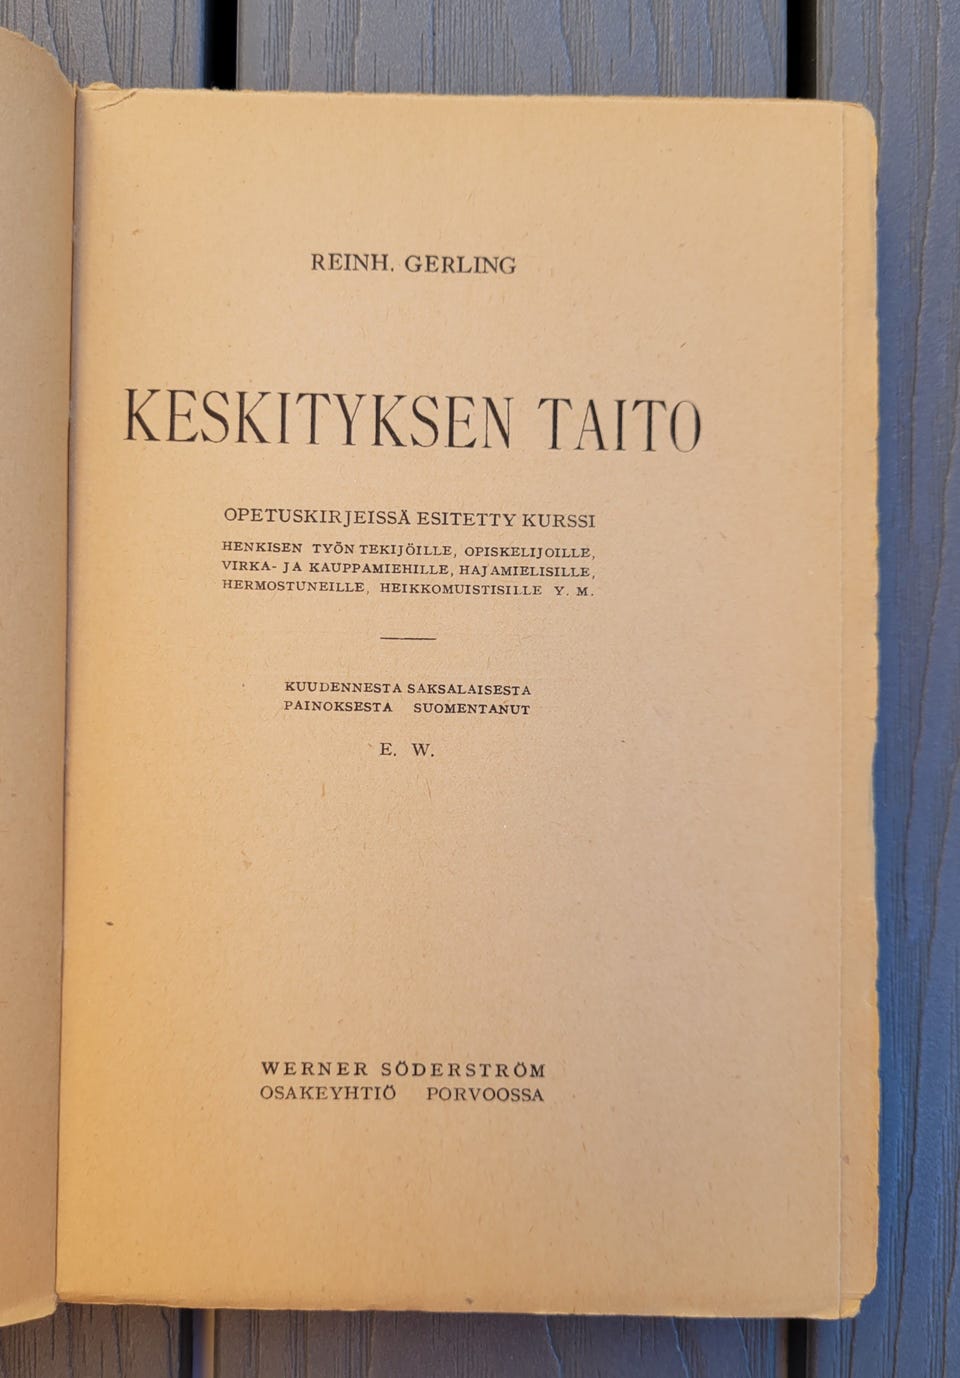 REINH. GERLING
KESKITYKSEN TAITO
OPETUSKIRJEISSÄ ESITETTY KURSSI
HENKISEN TYÖN TEKIJÖILLE, OPISKELIJOILLE,
VIRKA- JA KAUPPAMIEHILLE, HAJAMIELISILLE,
HERMOSTUNEILLE, HEIKKOMUISTISILLE Y. M.
KUUDENNESTA SAKSALAISESTA
PAINOKSESTA SUOMENTANUT
E. W.
WERNER SÖDERSTRÖM
OSAKEYHTIÖ PORVOOSSA